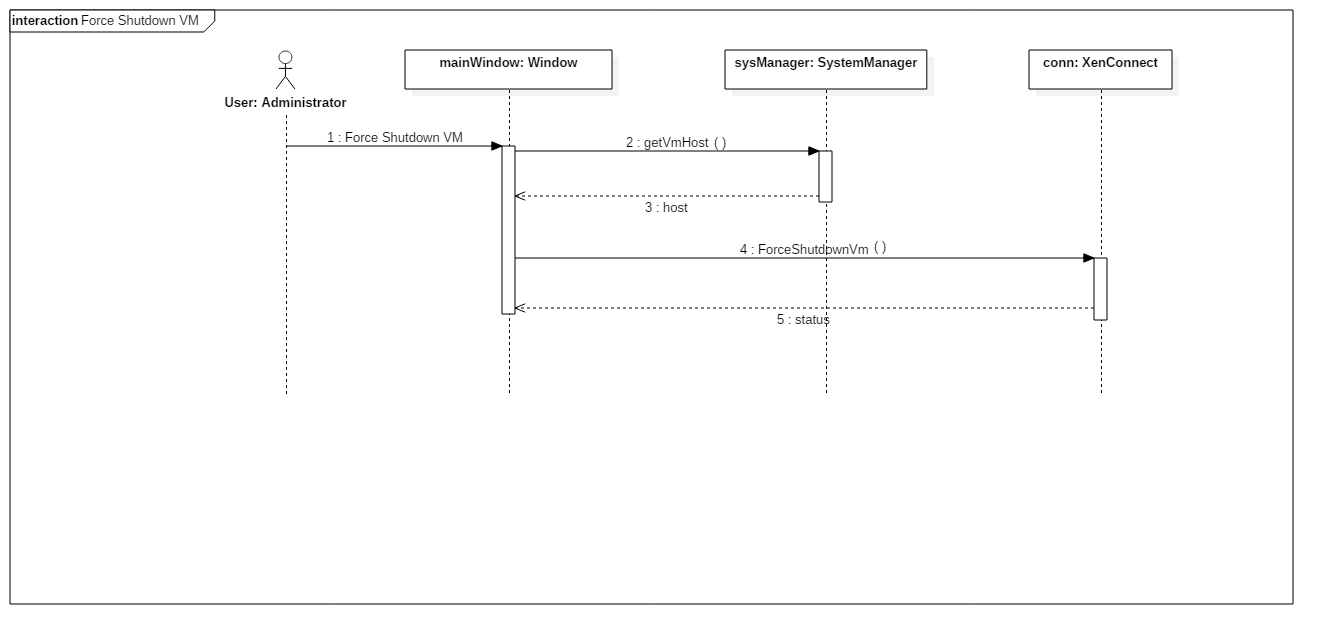 interaction Force Shutdown VM
mainWindow: Window
sysManager: SystemManager
conn: XenConnect
User: Administrator
1 : Force Shutdown VM
2 : getVmHost ( )
3 : host
4 : ForceShutdownVm ( )
5 : status